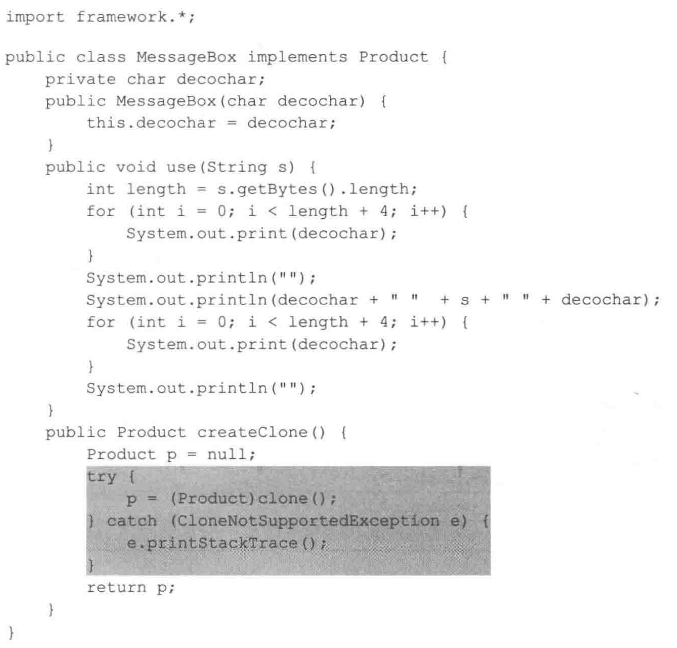 import framework.*;

public class MessageBox implements Product {
    private char decochar;
    public MessageBox(char decochar) {
        this.decochar = decochar;
    }
    public void use(String s) {
        int length = s.getBytes().length;
        for (int i = 0; i < length + 4; i++) {
            System.out.print(decochar);
        }
        System.out.println("");
        System.out.println(decochar + " "  + s + " " + decochar);
        for (int i = 0; i < length + 4; i++) {
            System.out.print(decochar);
        }
        System.out.println("");
    }
    public Product createClone() {
        Product p = null;
        try {
            p = (Product)clone();
        } catch (CloneNotSupportedException e) {
            e.printStackTrace();
        }
        return p;
    }
}